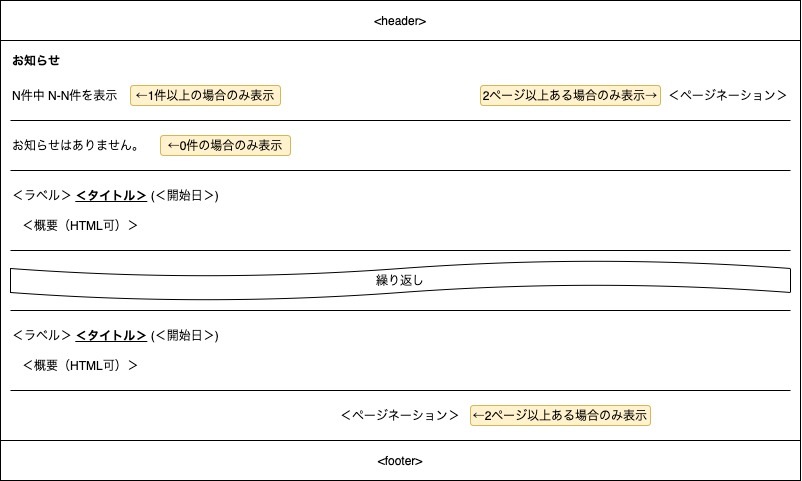 <header>
お知らせ
N件中 N-N件を表示 ←1件以上の場合のみ表示 2ページ以上ある場合のみ表示→ ＜ページネーション＞
お知らせはありません。 ←0件の場合のみ表示
＜ラベル＞ ＜タイトル＞ (＜開始日＞)
＜概要（HTML可）＞
繰り返し
＜ラベル＞ ＜タイトル＞ (＜開始日＞)
＜概要（HTML可）＞
＜ページネーション＞ ←2ページ以上ある場合のみ表示
<footer>